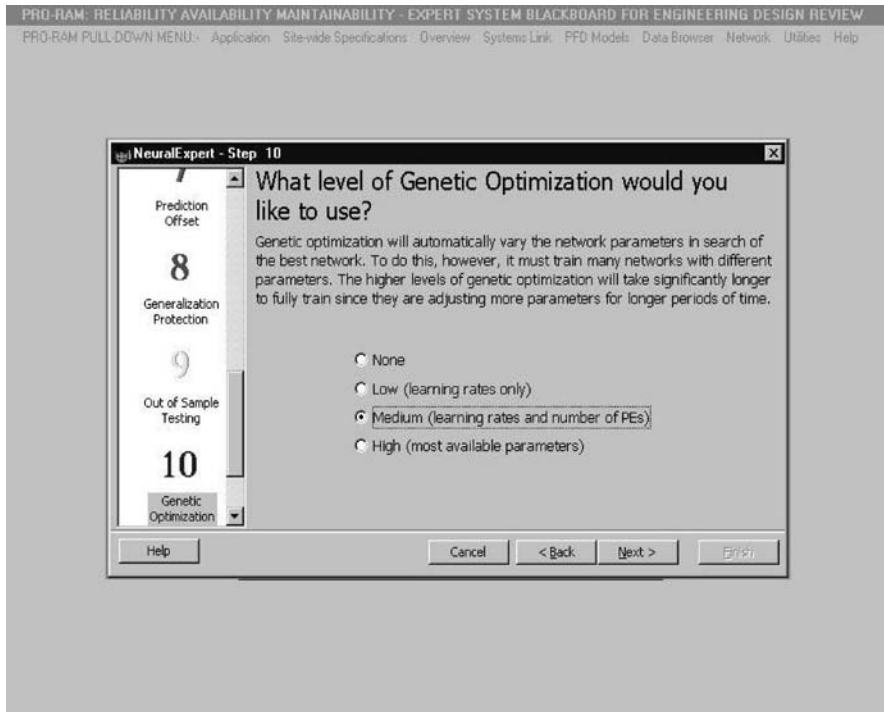 PRO-RAM: RELIABILITY AVAILABILITY MAINTAINABILITY - EXPERT SYSTEM BLACKBOARD FOR ENGINEERING DESIGN REVIEW
PRO-RAM PULL-DOWN MENU:- Application Site-wide Specifications Overview Systems Link PFD Models Data Browser Network Utilities Help
NeuralExpert - Step 10
Prediction
Offset
8
Generalization
Protection
9
Out of Sample
Testing
10
Genetic
Optimization
What level of Genetic Optimization would you
like to use?
Genetic optimization will automatically vary the network parameters in search of
the best network. To do this, however, it must train many networks with different
parameters. The higher levels of genetic optimization will take significantly longer
to fully train since they are adjusting more parameters for longer periods of time.
None
Low (learning rates only)
Medium (learning rates and number of PEs)
High (most available parameters)
Help
Cancel
< Back
Next >
Finish